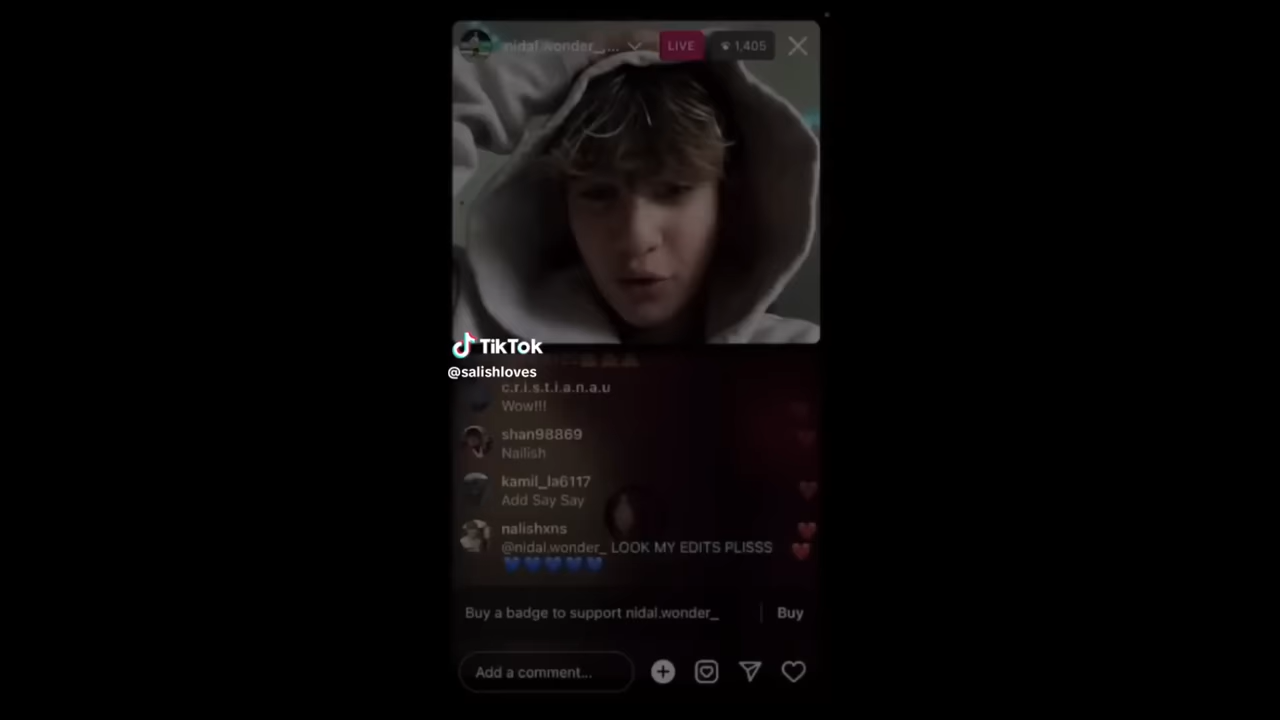 nidal.wonder_...
LIVE
1,405
TikTok
@salishloves
c.r.i.s.t.i.a.n.a.u
Wow!!!
shan98869
Nailish
kamil_la6117
Add Say Say
nalishxns
@nidal.wonder_ LOOK MY EDITS PLISSS
💙💙💙💙💙
Buy a badge to support nidal.wonder_
Buy
Add a comment...